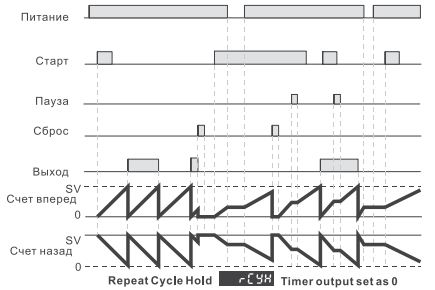 Питание
Старт
Пауза
Сброс
Выход
SV
Счет вперед
0
SV
Счет назад
0
Repeat Cycle Hold rCYH Timer output set as 0